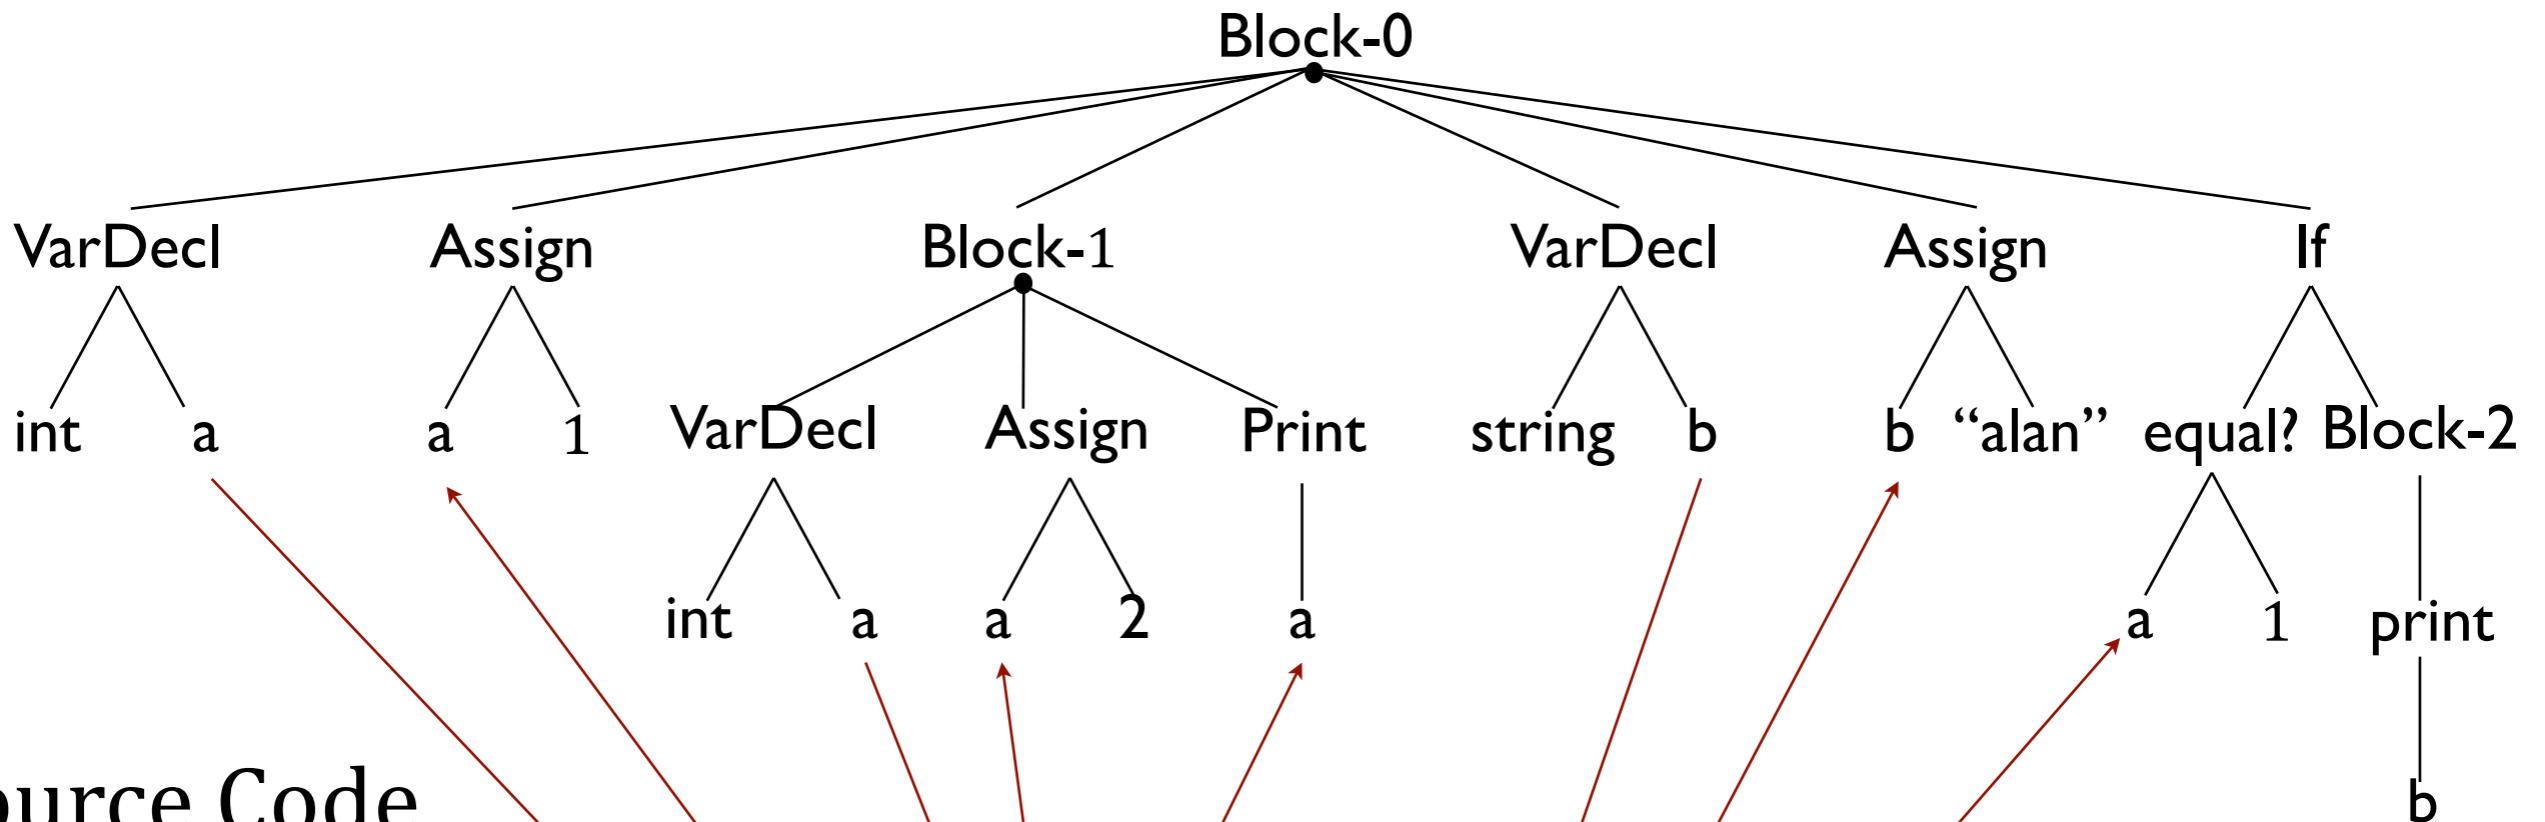 Block-0
VarDecl Assign Block-1 VarDecl Assign If
int a a 1 VarDecl Assign Print string b b “alan” equal? Block-2
int a a 2 a a 1 print
Code
b